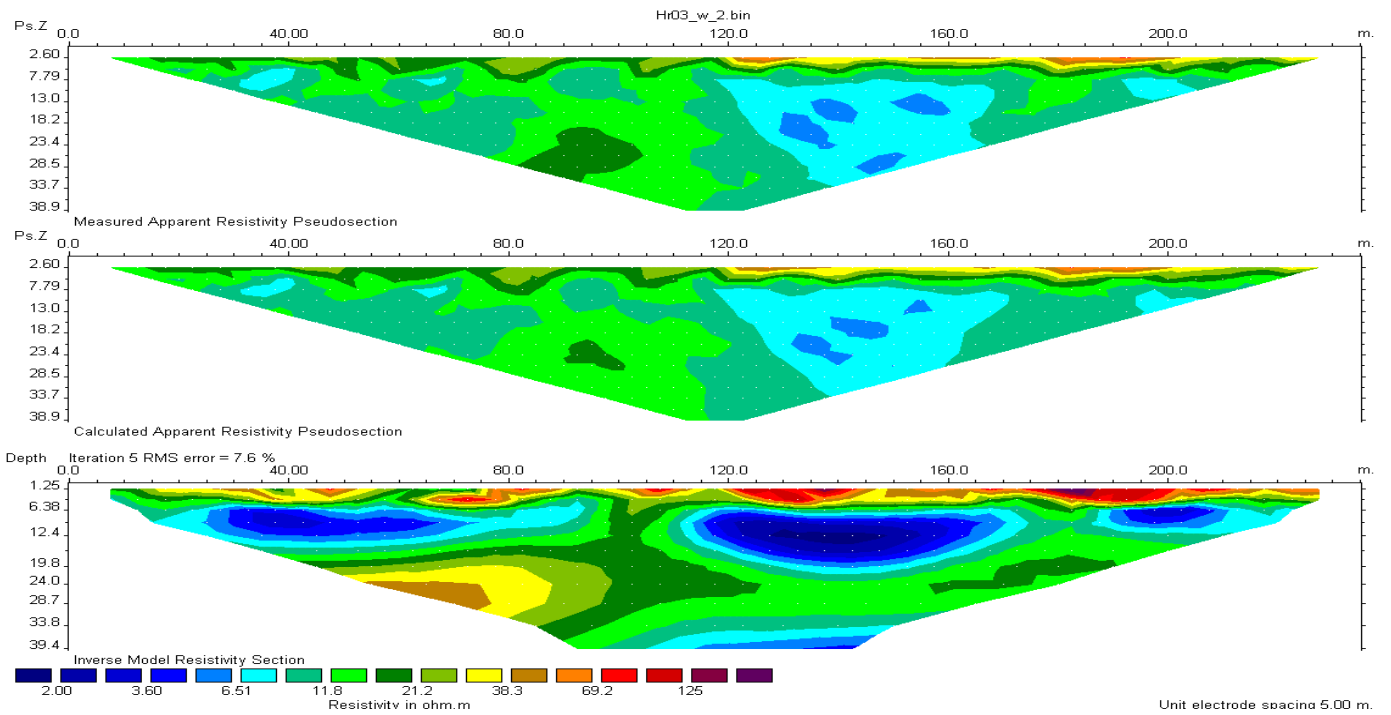 Hr03_w_2.bin
Ps.Z 0.0 40.00 80.0 120.0 160.0 200.0 m.
2.60
7.79
13.0
18.2
23.4
28.5
33.7
38.9
Measured Apparent Resistivity Pseudosection
Ps.Z 0.0 40.00 80.0 120.0 160.0 200.0 m.
2.60
7.79
13.0
18.2
23.4
28.5
33.7
38.9
Calculated Apparent Resistivity Pseudosection
Depth Iteration 5 RMS error = 7.6 %
0.0 40.00 80.0 120.0 160.0 200.0 m.
1.25
6.38
12.4
19.8
24.0
28.7
33.8
39.4
Inverse Model Resistivity Section
2.00 3.60 6.51 11.8 21.2 38.3 69.2 125
Resistivity in ohm.m
Unit electrode spacing 5.00 m.